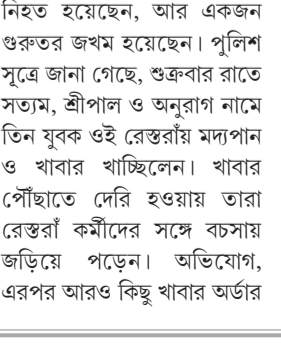 নিহত হয়েছেন, আর একজন
গুরুতর জখম হয়েছেন। পুলিশ
সূত্রে জানা গেছে, শুক্রবার রাতে
সত্যম, শ্রীপাল ও অনুরাগ নামে
তিন যুবক ওই রেস্তরাঁয় মদ্যপান
ও খাবার খাচ্ছিলেন। খাবার
পৌঁছাতে দেরি হওয়ায় তারা
রেস্তরাঁ কর্মীদের সঙ্গে বচসায়
জড়িয়ে পড়েন। অভিযোগ,
এরপর আরও কিছু খাবার অর্ডার